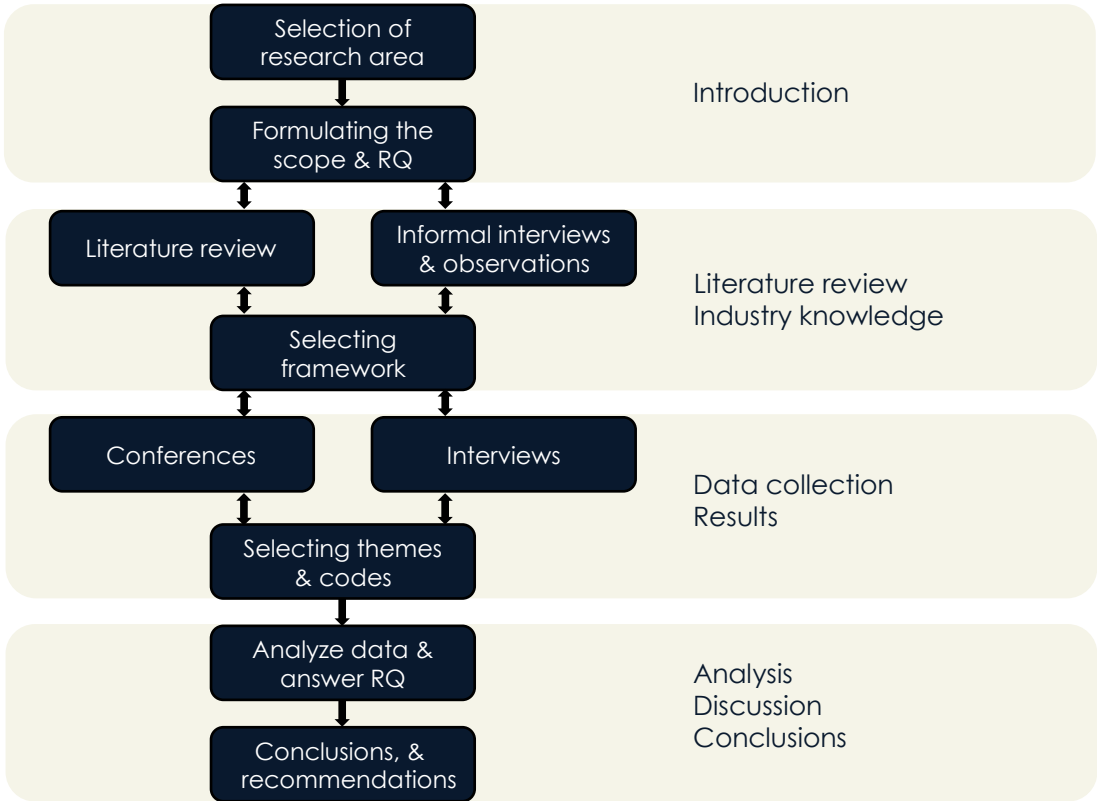 Selection of
research area
Introduction
Formulating the
scope & RQ
Literature review
Informal interviews
& observations
Literature review
Industry knowledge
Selecting
framework
Conferences
Interviews
Data collection
Results
Selecting themes
& codes
Analyze data &
answer RQ
Analysis
Discussion
Conclusions
Conclusions, &
recommendations